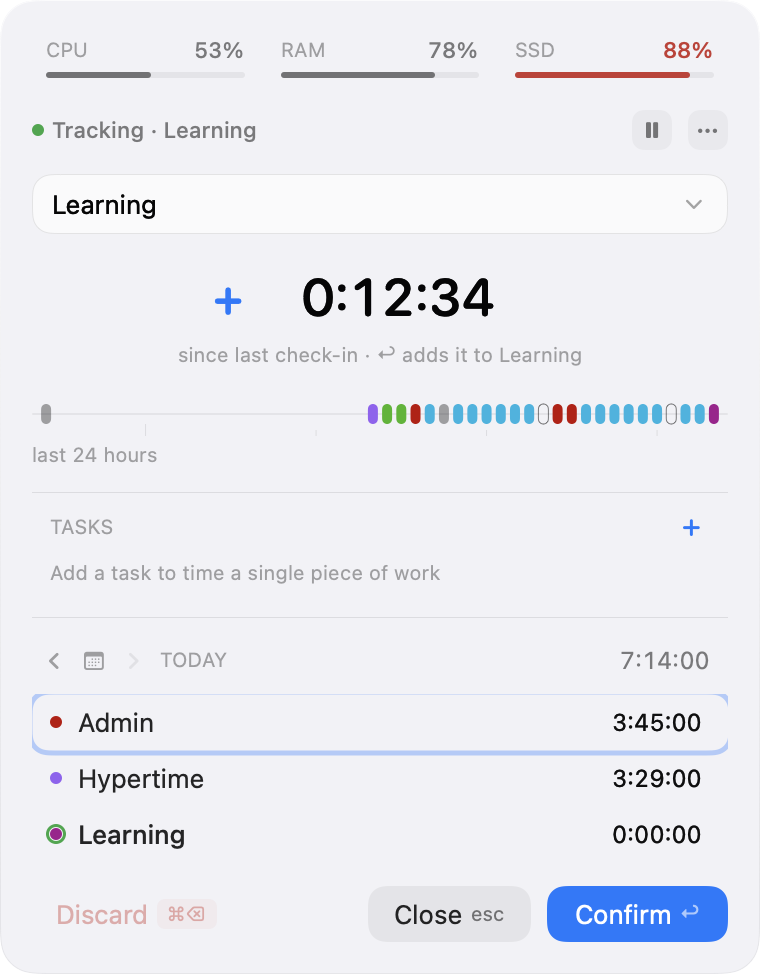 CPU 53% RAM 78% SSD 88%
Tracking · Learning
Learning
+ 0:12:34
since last check-in · ↩ adds it to Learning
last 24 hours
TASKS +
Add a task to time a single piece of work
TODAY 7:14:00
Admin 3:45:00
Hypertime 3:29:00
Learning 0:00:00
Discard ⌘⌫ Close esc Confirm ↩